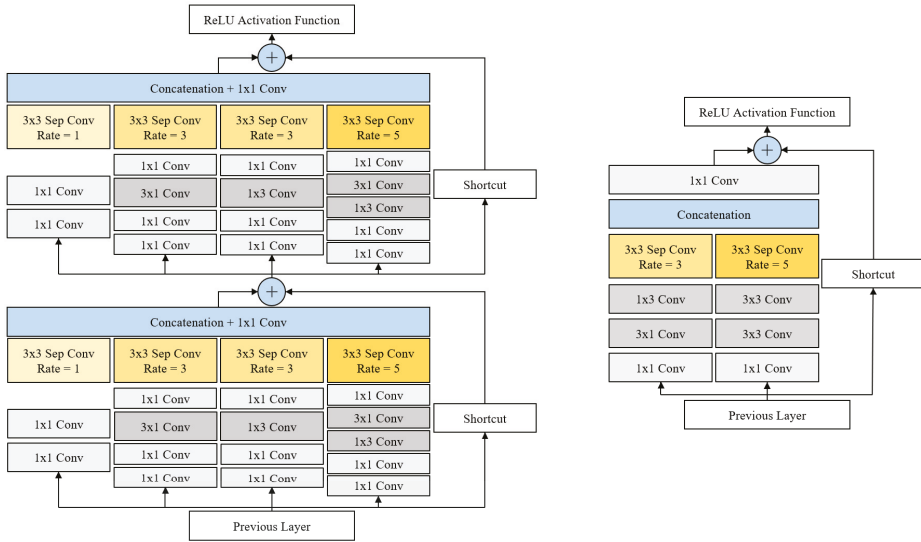 ReLU Activation Function
+
Concatenation + 1x1 Conv
3x3 Sep Conv
Rate = 1
3x3 Sep Conv
Rate = 3
3x3 Sep Conv
Rate = 3
3x3 Sep Conv
Rate = 5
1x1 Conv
1x1 Conv
1x1 Conv
3x1 Conv
1x1 Conv
1x1 Conv
1x1 Conv
1x3 Conv
1x1 Conv
1x1 Conv
1x1 Conv
3x1 Conv
1x3 Conv
1x1 Conv
1x1 Conv
Shortcut
+
Concatenation + 1x1 Conv
3x3 Sep Conv
Rate = 1
3x3 Sep Conv
Rate = 3
3x3 Sep Conv
Rate = 3
3x3 Sep Conv
Rate = 5
1x1 Conv
1x1 Conv
1x1 Conv
3x1 Conv
1x1 Conv
1x1 Conv
1x1 Conv
1x3 Conv
1x1 Conv
1x1 Conv
1x1 Conv
3x1 Conv
1x3 Conv
1x1 Conv
1x1 Conv
Shortcut
Previous Layer
ReLU Activation Function
+
1x1 Conv
Concatenation
3x3 Sep Conv
Rate = 3
3x3 Sep Conv
Rate = 5
1x3 Conv
3x3 Conv
3x1 Conv
3x3 Conv
1x1 Conv
1x1 Conv
Shortcut
Previous Layer